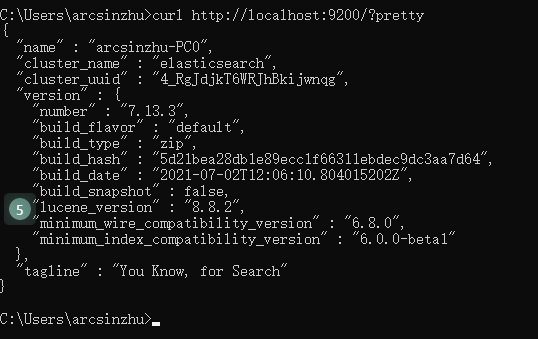 C:\Users\arcsinzhu>curl http://localhost:9200/?pretty
{
  "name" : "arcsinzhu-PC0",
  "cluster_name" : "elasticsearch",
  "cluster_uuid" : "4_RgJdjkT6WRJhBkijwnqg",
  "version" : {
    "number" : "7.13.3",
    "build_flavor" : "default",
    "build_type" : "zip",
    "build_hash" : "5d21bea28db1e89ecc1f66311ebdec9dc3aa7d64",
    "build_date" : "2021-07-02T12:06:10.804015202Z",
    "build_snapshot" : false,
5   "lucene_version" : "8.8.2",
    "minimum_wire_compatibility_version" : "6.8.0",
    "minimum_index_compatibility_version" : "6.0.0-beta1"
  },
  "tagline" : "You Know, for Search"
}
C:\Users\arcsinzhu>